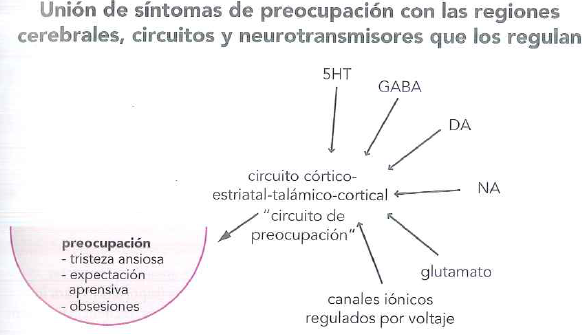 Unión de síntomas de preocupación con las regiones
cerebrales, circuitos y neurotransmisores que los regulan
5HT
GABA
DA
circuito córtico-
estriatal-talámico-cortical
NA
"circuito de
preocupación"
preocupación
- tristeza ansiosa
- expectación
aprensiva
- obsesiones
glutamato
canales iónicos
regulados por voltaje